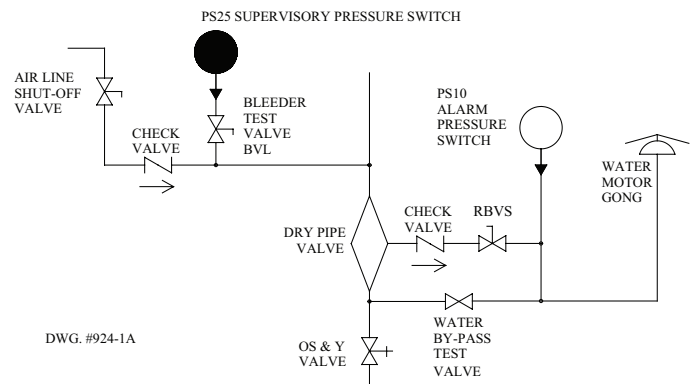 PS25 SUPERVISORY PRESSURE SWITCH
AIR LINE
SHUT-OFF
VALVE
BLEEDER
TEST
VALVE
BVL
CHECK
VALVE
PS10
ALARM
PRESSURE
SWITCH
WATER
MOTOR
GONG
DRY PIPE
VALVE
CHECK
VALVE
RBVS
DWG. #924-1A
OS & Y
VALVE
WATER
BY-PASS
TEST
VALVE